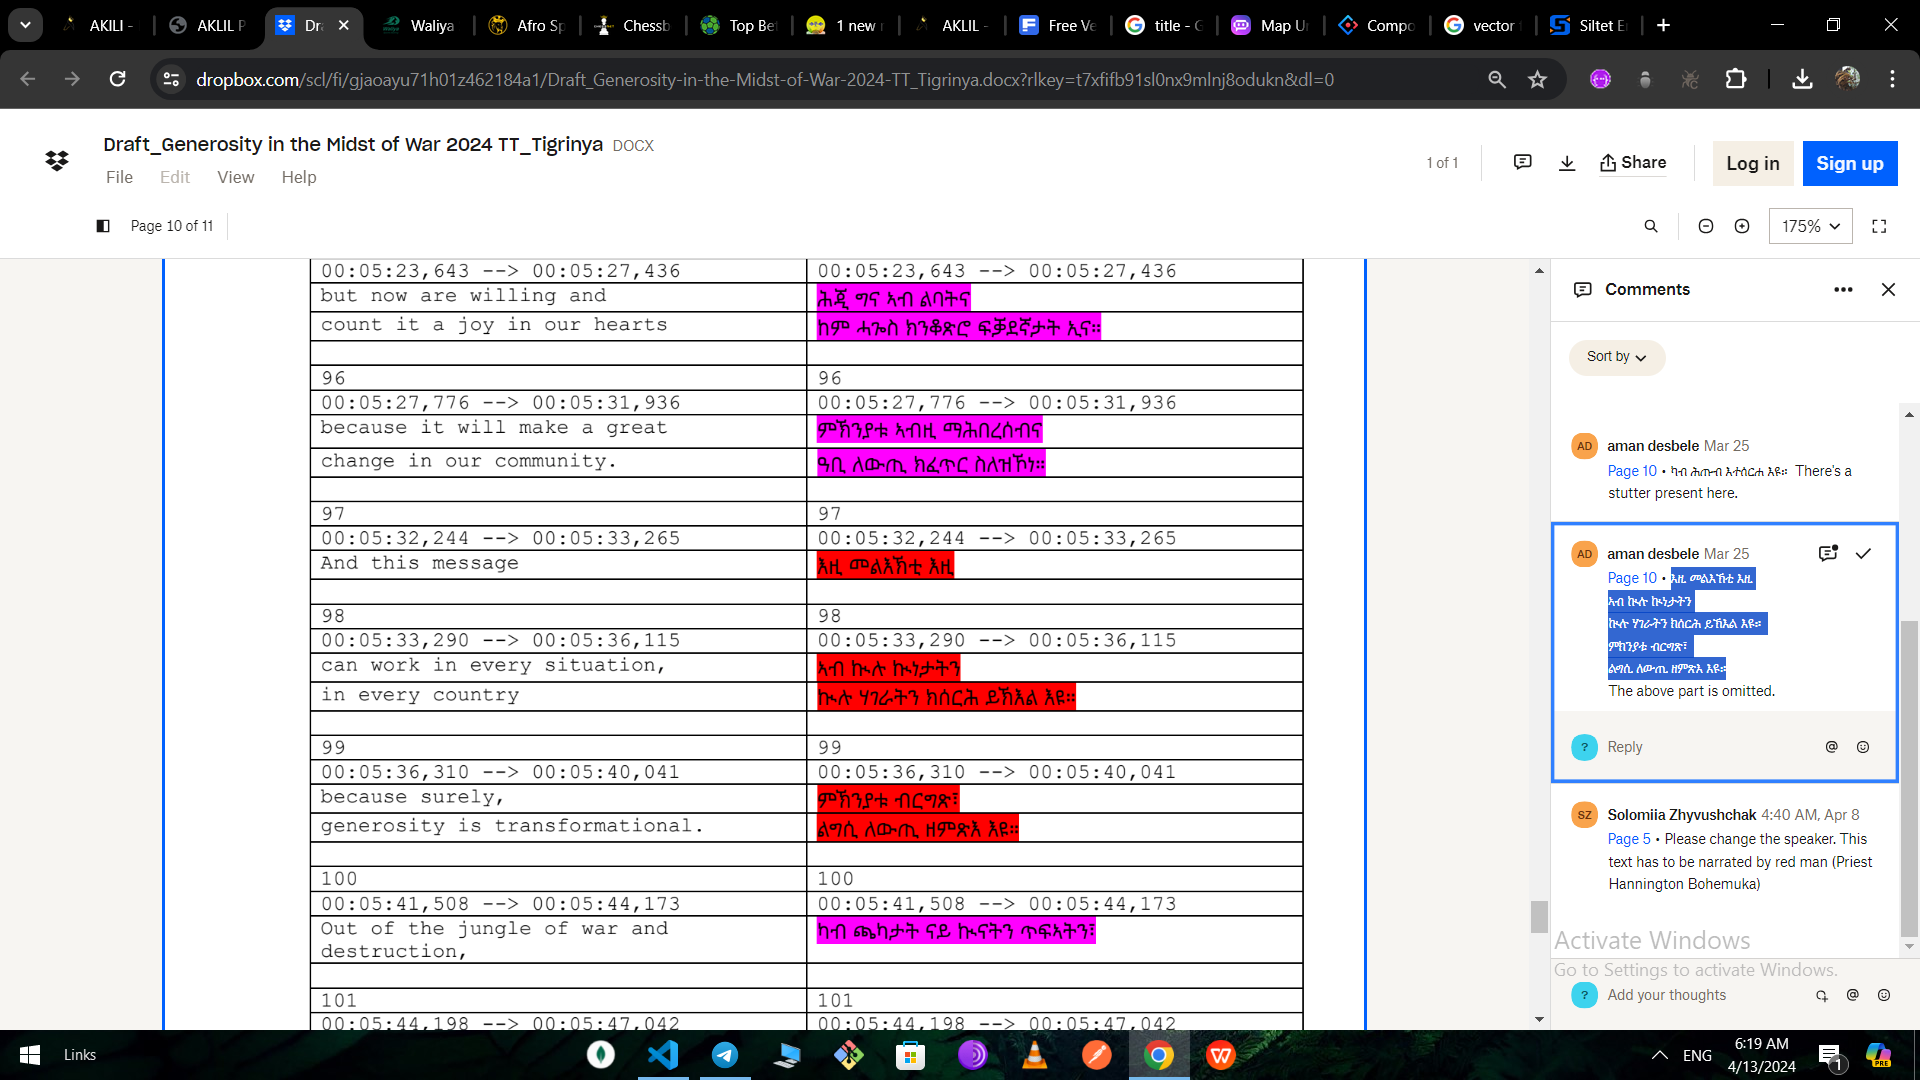 AKILI -
AKLIL P
Dra
Waliya
Afro Sp
Chessb
Top Be
1 new
AKLIL -
Free Ve
title - G
Map U
Compo
vector
Siltet E
dropbox.com/scl/fi/gjaoayu71h01z462184a1/Draft_Generosity-in-the-Midst-of-War-2024-TT_Tigrinya.docx?rlkey=t7xfifb91sl0nx9mlnj8odukn&dl=0
Draft_Generosity in the Midst of War 2024 TT_Tigrinya DOCX
File Edit View Help
1 of 1
Share
Log in
Sign up
Page 10 of 11
175%
00:05:23,643 --> 00:05:27,436 00:05:23,643 --> 00:05:27,436
but now are willing and ሕጂ ግና ኣብ ልባትና
count it a joy in our hearts ከም ሓጐስ ክንቆጽሮ ፍቓደኛታት ኢና።
96 96
00:05:27,776 --> 00:05:31,936 00:05:27,776 --> 00:05:31,936
because it will make a great ምኽንያቱ ኣብዚ ማሕበረሰብና
change in our community. ዓቢ ለውጢ ክፈጥር ስለዝኾነ።
97 97
00:05:32,244 --> 00:05:33,265 00:05:32,244 --> 00:05:33,265
And this message እዚ መልእኽቲ እዚ
98 98
00:05:33,290 --> 00:05:36,115 00:05:33,290 --> 00:05:36,115
can work in every situation, ኣብ ኩሉ ኩነታትን
in every country ኩሉ ሃገራትን ክሰርሕ ይኽእል እዩ።
99 99
00:05:36,310 --> 00:05:40,041 00:05:36,310 --> 00:05:40,041
because surely, ምኽንያቱ ብርግጽ፣
generosity is transformational. ልግሲ ለውጢ ዘምጽእ እዩ።
100 100
00:05:41,508 --> 00:05:44,173 00:05:41,508 --> 00:05:44,173
Out of the jungle of war and ካብ ጫካታት ናይ ኩናትን ጥፍኣትን፣
destruction,
101 101
00:05:44,198 --> 00:05:47,042 00:05:44,198 --> 00:05:47,042
Comments
Sort by
AD aman desbele Mar 25
Page 10 • ካብ ሕጡብ እተሰርሐ እዩ። There's a
stutter present here.
AD aman desbele Mar 25
Page 10 • እዚ መልእኽቲ እዚ
ኣብ ኩሉ ኩነታትን
ኩሉ ሃገራትን ክሰርሕ ይኽእል እዩ።
ምክንያቱ ብርግጽ፣
ልግሲ ለውጢ ዘምጽእ እዩ።
The above part is omitted.
? Reply
SZ Solomiia Zhyvushchak 4:40 AM, Apr 8
Page 5 • Please change the speaker. This
text has to be narrated by red man (Priest
Hannington Bohemuka)
Activate Windows
Go to Settings to activate Windows.
? Add your thoughts
Links
ENG
6:19 AM
4/13/2024
1
PRE